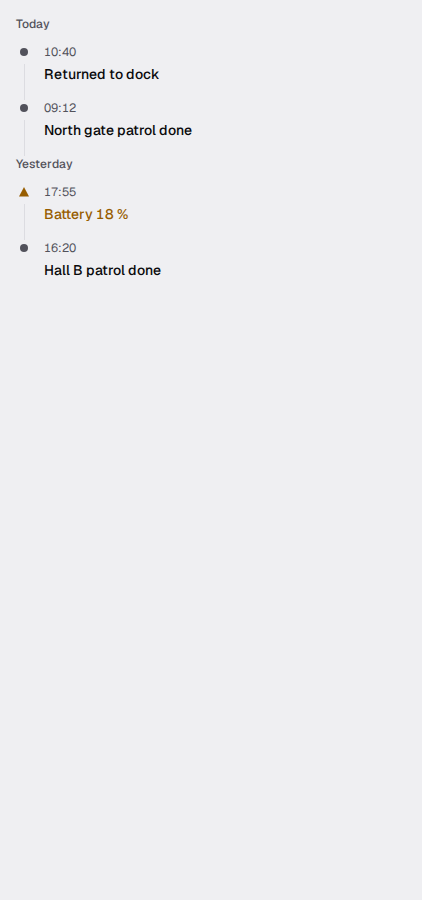 Today
10:40
Returned to dock
09:12
North gate patrol done
Yesterday
17:55
Battery 18 %
16:20
Hall B patrol done